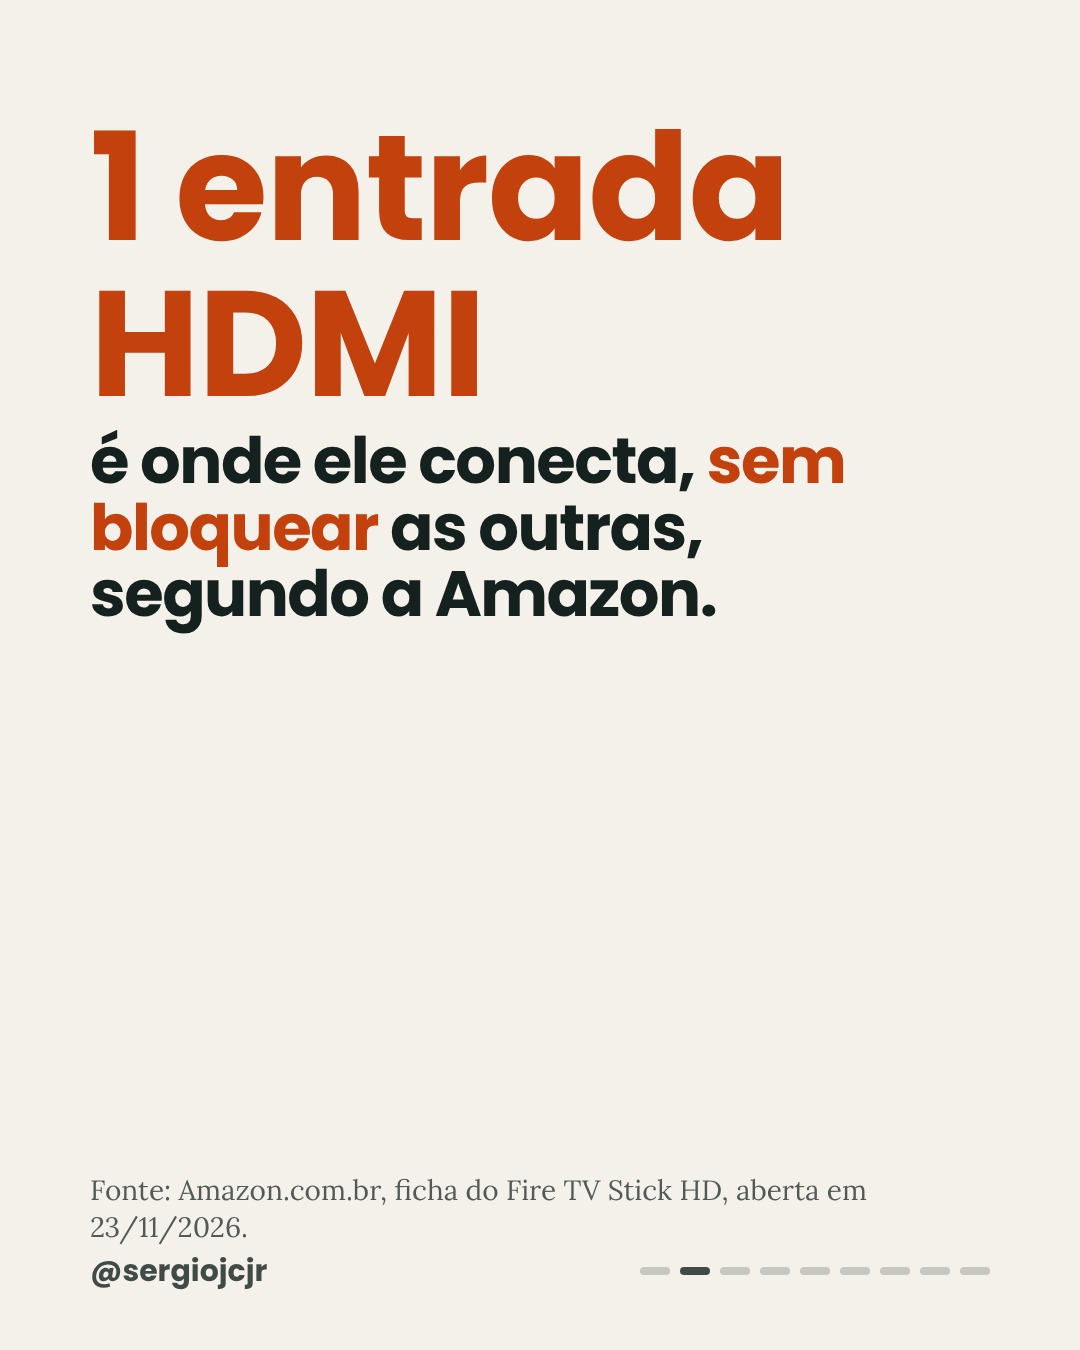 1 entrada
HDMI
é onde ele conecta, sem
bloquear as outras,
segundo a Amazon.
Fonte: Amazon.com.br, ficha do Fire TV Stick HD, aberta em
23/11/2026.
@sergiojcjr